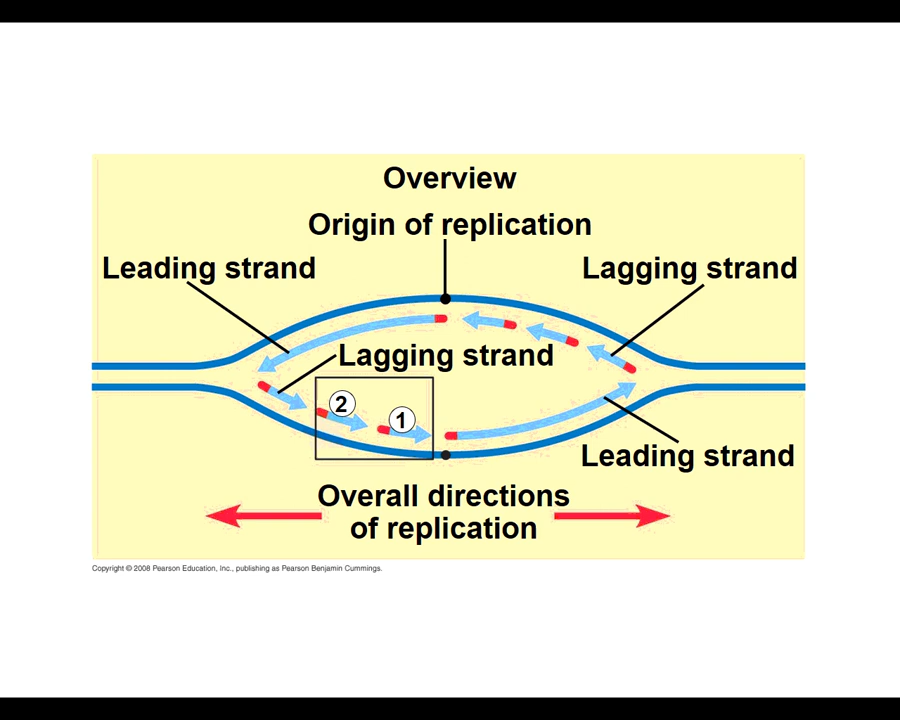 Overview
Origin of replication
Leading strand
Lagging strand
Lagging strand
2
1
Leading strand
Overall directions
of replication
Copyright © 2008 Pearson Education, Inc., publishing as Pearson Benjamin Cummings.